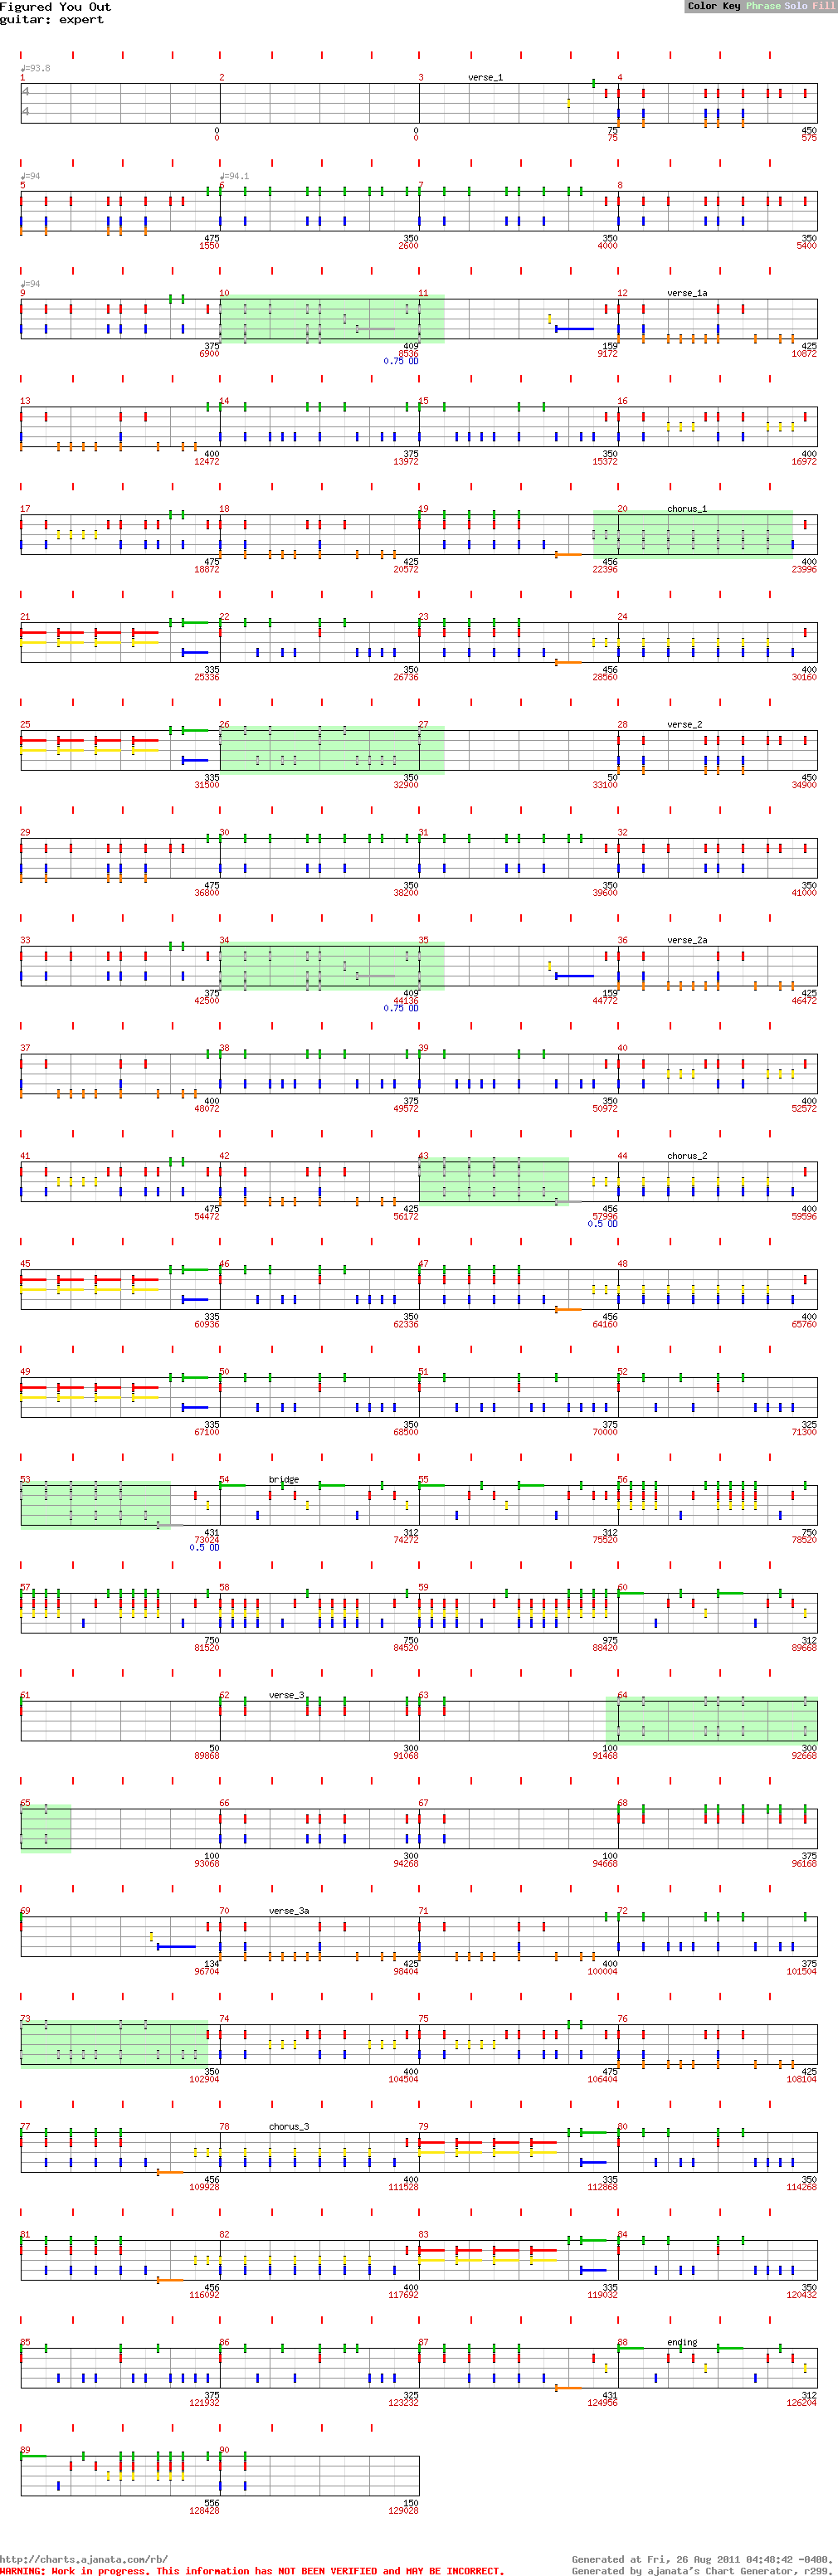 Figured You Out
Color Key Phrase Solo Fill
guitar: expert
♩=93.8
1 2 3 verse_1 4
4
4
0 0 75 450
0 0 75 575
♩=94 ♩=94.1
5 6 7 8
475 350 350 350
1550 2600 4000 5400
♩=94
9 10 11 12 verse_1a
375 409 159 425
6900 8536 9172 10872
0.75 OD
13 14 15 16
400 375 350 400
12472 13972 15372 16972
17 18 19 20 chorus_1
475 425 456 400
18872 20572 22396 23996
21 22 23 24
335 350 456 400
25336 26736 28560 30160
25 26 27 28 verse_2
335 350 50 450
31500 32900 33100 34900
29 30 31 32
475 350 350 350
36800 38200 39600 41000
33 34 35 36 verse_2a
375 409 159 425
42500 44136 44772 46472
0.75 OD
37 38 39 40
400 375 350 400
48072 49572 50972 52572
41 42 43 44 chorus_2
475 425 456 400
54472 56172 57996 59596
0.5 OD
45 46 47 48
335 350 456 400
60936 62336 64160 65760
49 50 51 52
335 350 375 325
67100 68500 70000 71300
53 54 bridge 55 56
431 312 312 750
73024 74272 75520 78520
0.5 OD
57 58 59 60
750 750 975 312
81520 84520 88420 89668
61 62 verse_3 63 64
50 300 100 300
89868 91068 91468 92668
65 66 67 68
100 300 100 375
93068 94268 94668 96168
69 70 verse_3a 71 72
134 425 400 375
96704 98404 100004 101504
73 74 75 76
350 400 475 425
102904 104504 106404 108104
77 78 chorus_3 79 80
456 400 335 350
109928 111528 112868 114268
81 82 83 84
456 400 335 350
116092 117692 119032 120432
85 86 87 88 ending
375 325 431 312
121932 123232 124956 126204
89 90
556 150
128428 129028
http://charts.ajanata.com/rb/
Generated at Fri, 26 Aug 2011 04:48:42 -0400.
WARNING: Work in progress. This information has NOT BEEN VERIFIED and MAY BE INCORRECT.
Generated by ajanata's Chart Generator, r299.